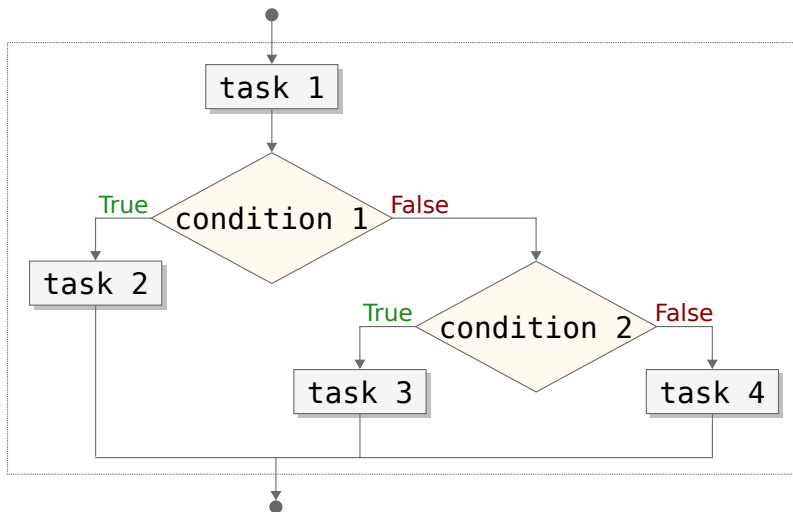 task 1
True
condition 1
False
task 2
True
condition 2
False
task 3
task 4